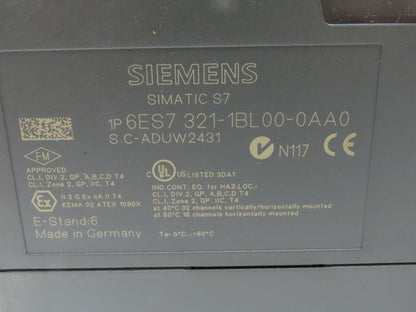 SIEMENS
SIMATIC S7
1P 6ES7 321-1BL00-0AA0
S C-ADUW2431
N117 CE
FM
APPROVED
CL.I, DIV.2, GP. A,B,C,D T4
CL.I, Zone 2, GP. IIC, T4
Ex II 3 G Ex nA II T4
KEMA 02 ATEX 1096X
E-Stand:6
Made in Germany
c UL US LISTED 3DA1
IND.CONT. EQ. for HAZ.LOC.:
CL.I, DIV.2, GP. A,B,C,D T4
CL.I, Zone 2, GP. IIC, T4
at 40°C 32 channels vertically/horizontally mounted
at 60°C 16 channels horizontally mounted
Ta: 0°C...+60°C